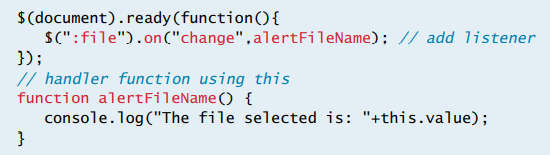 $(document).ready(function(){
$(":file").on("change",alertFileName); // add listener
});
// handler function using this
function alertFileName() {
console.log("The file selected is: "+this.value);
}